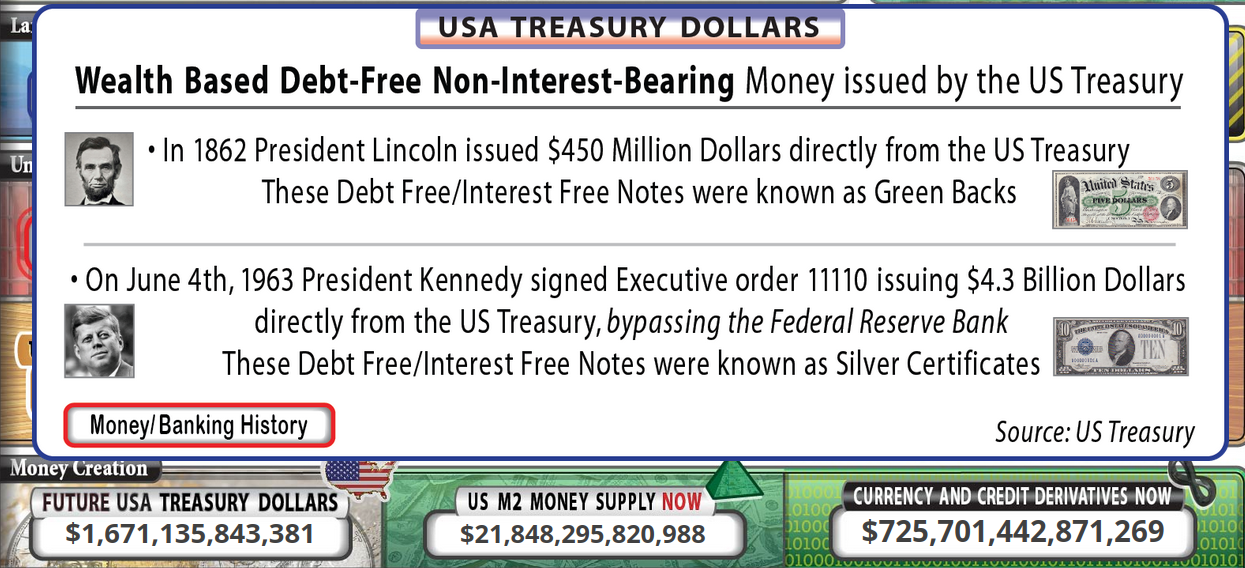 USA TREASURY DOLLARS
Wealth Based Debt-Free Non-Interest-Bearing Money issued by the US Treasury
• In 1862 President Lincoln issued $450 Million Dollars directly from the US Treasury
These Debt Free/Interest Free Notes were known as Green Backs
United States
FIVE DOLLARS
• On June 4th, 1963 President Kennedy signed Executive order 11110 issuing $4.3 Billion Dollars
directly from the US Treasury, bypassing the Federal Reserve Bank
These Debt Free/Interest Free Notes were known as Silver Certificates
TEN
TEN DOLLARS
Money/Banking History
Source: US Treasury
Money Creation
FUTURE USA TREASURY DOLLARS
$1,671,135,843,381
US M2 MONEY SUPPLY NOW
$21,848,295,820,988
CURRENCY AND CREDIT DERIVATIVES NOW
$725,701,442,871,269